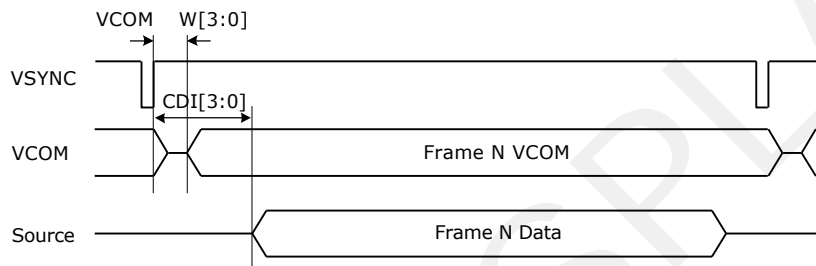 VCOM W[3:0]
VSYNC
CDI[3:0]
VCOM Frame N VCOM
Source Frame N Data